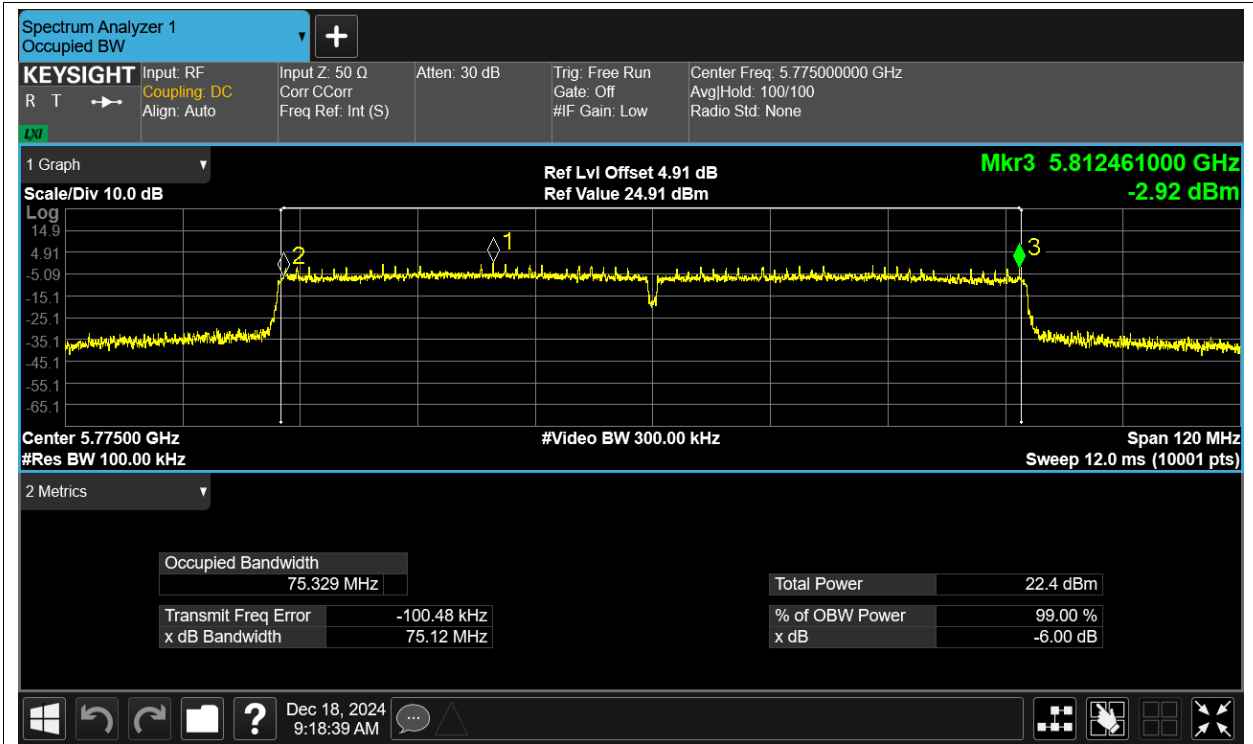 Spectrum Analyzer 1
Occupied BW
KEYSIGHT
R T
LXI
Input: RF
Coupling: DC
Align: Auto
Input Z: 50 Ω
Corr CCorr
Freq Ref: Int (S)
Atten: 30 dB
Trig: Free Run
Gate: Off
#IF Gain: Low
Center Freq: 5.775000000 GHz
Avg|Hold: 100/100
Radio Std: None
1 Graph
Scale/Div 10.0 dB
Ref Lvl Offset 4.91 dB
Ref Value 24.91 dBm
Mkr3 5.812461000 GHz
-2.92 dBm
Log
14.9
4.91
-5.09
-15.1
-25.1
-35.1
-45.1
-55.1
-65.1
2
1
3
Center 5.77500 GHz
#Video BW 300.00 kHz
Span 120 MHz
#Res BW 100.00 kHz
Sweep 12.0 ms (10001 pts)
2 Metrics
Occupied Bandwidth
75.329 MHz
Transmit Freq Error -100.48 kHz
x dB Bandwidth 75.12 MHz
Total Power 22.4 dBm
% of OBW Power 99.00 %
x dB -6.00 dB
?
Dec 18, 2024
9:18:39 AM